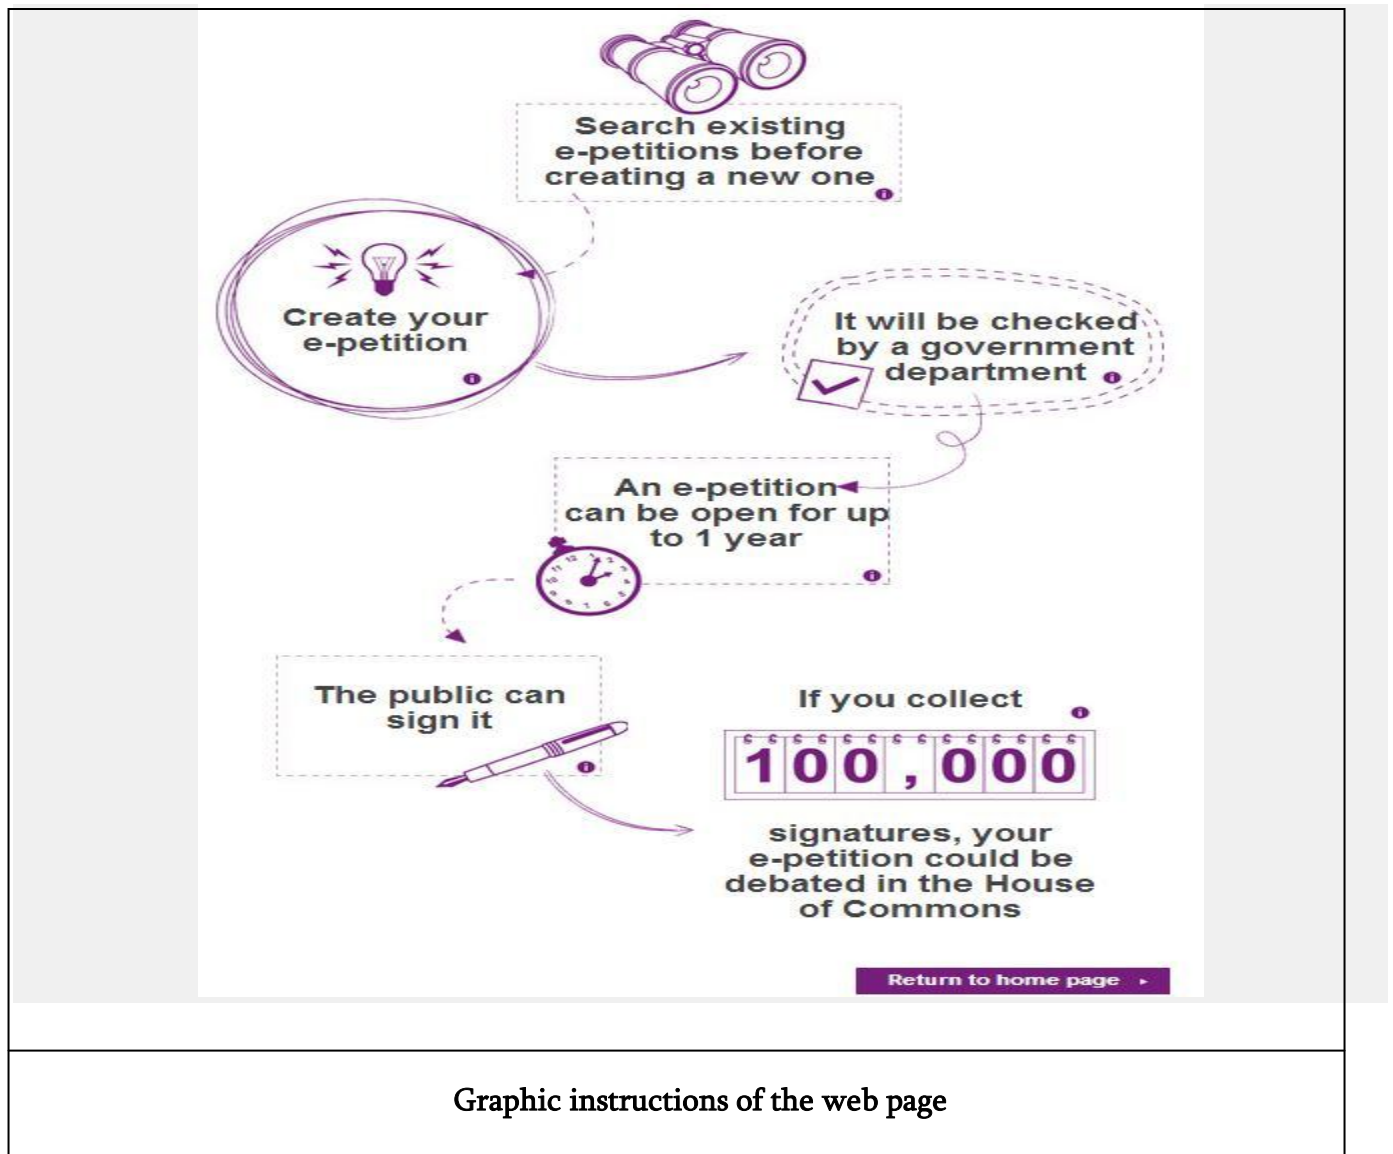 Search existing
e-petitions before
creating a new one
Create your
e-petition
It will be checked
by a government
department
An e-petition
can be open for up
to 1 year
The public can
sign it
If you collect
100,000
signatures, your
e-petition could be
debated in the House
of Commons
Return to home page
Graphic instructions of the web page